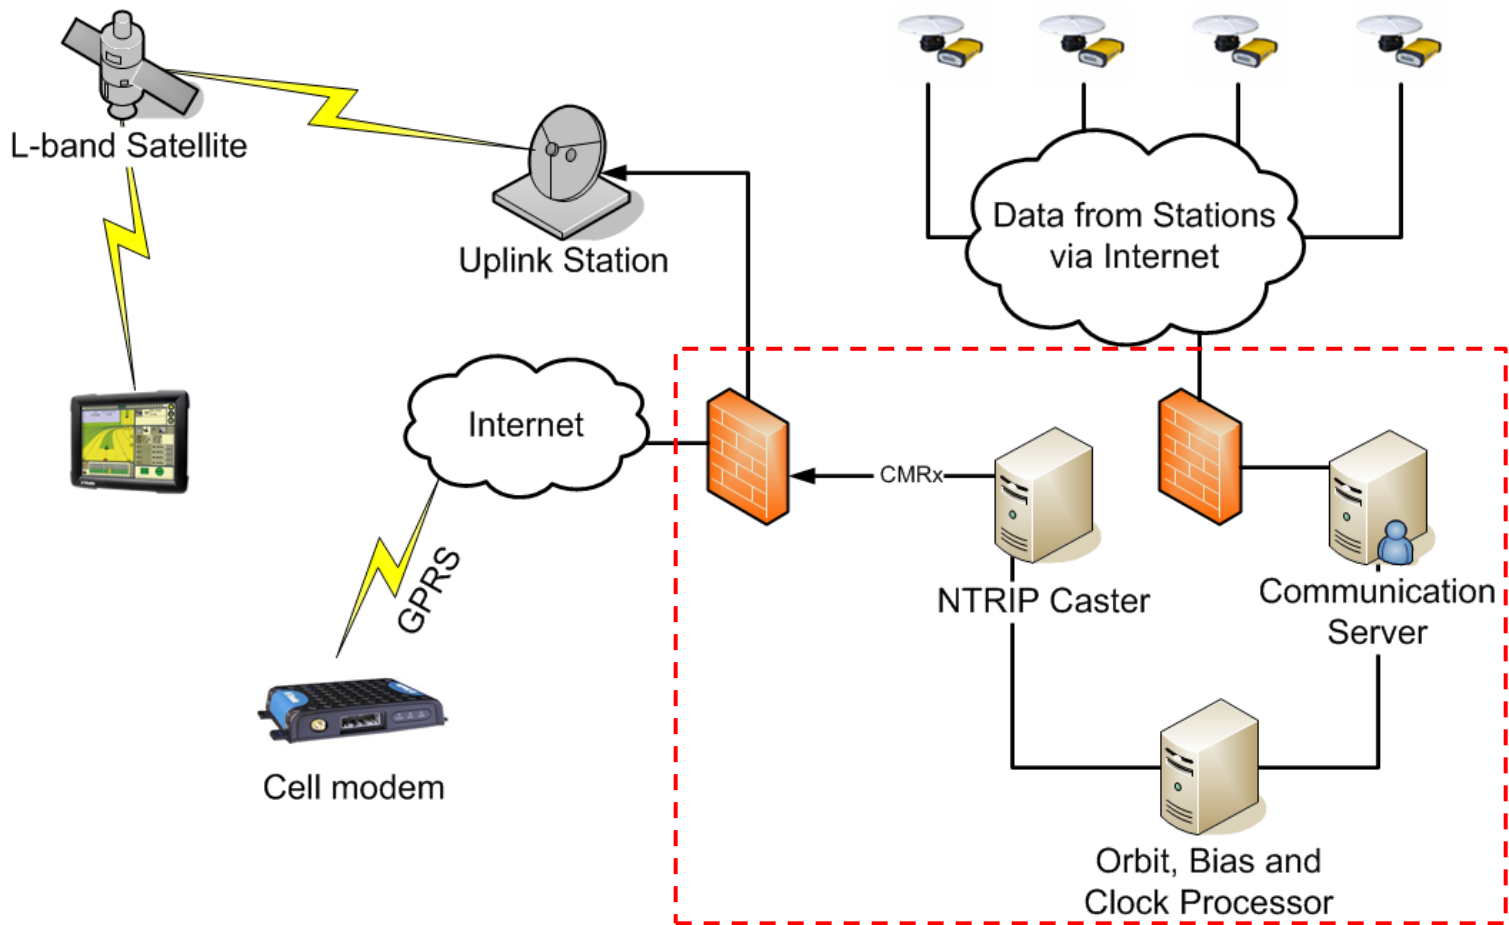 L-band Satellite
Uplink Station
Data from Stations
via Internet
Internet
CMRx
GPRS
NTRIP Caster
Communication
Server
Cell modem
Orbit, Bias and
Clock Processor